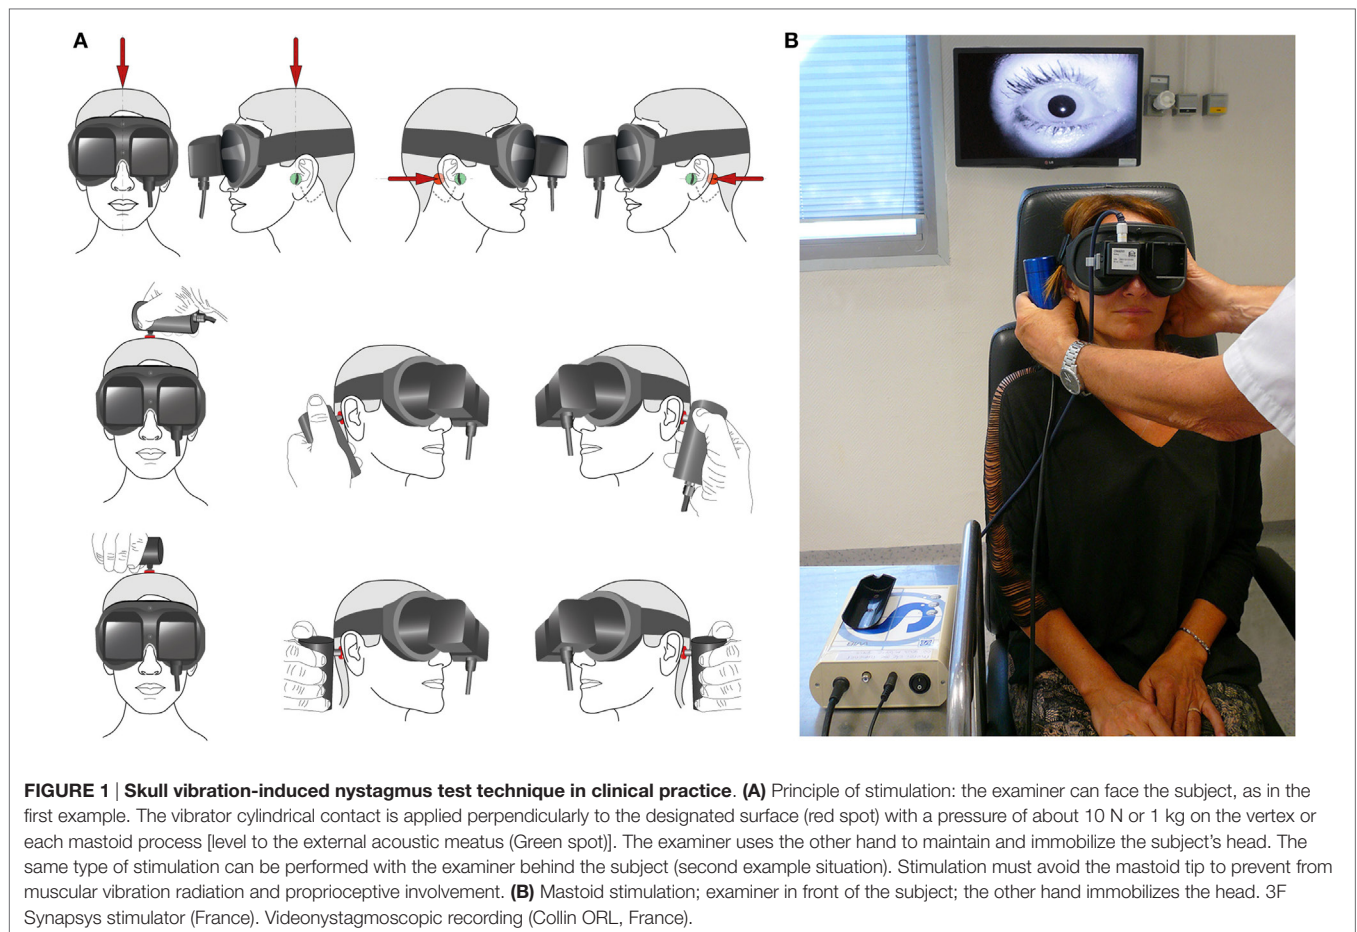 A
B
FIGURE 1 | Skull vibration-induced nystagmus test technique in clinical practice. (A) Principle of stimulation: the examiner can face the subject, as in the
first example. The vibrator cylindrical contact is applied perpendicularly to the designated surface (red spot) with a pressure of about 10 N or 1 kg on the vertex or
each mastoid process [level to the external acoustic meatus (Green spot)]. The examiner uses the other hand to maintain and immobilize the subject's head. The
same type of stimulation can be performed with the examiner behind the subject (second example situation). Stimulation must avoid the mastoid tip to prevent from
muscular vibration radiation and proprioceptive involvement. (B) Mastoid stimulation; examiner in front of the subject; the other hand immobilizes the head. 3F
Synapsys stimulator (France). Videonystagmoscopic recording (Collin ORL, France).